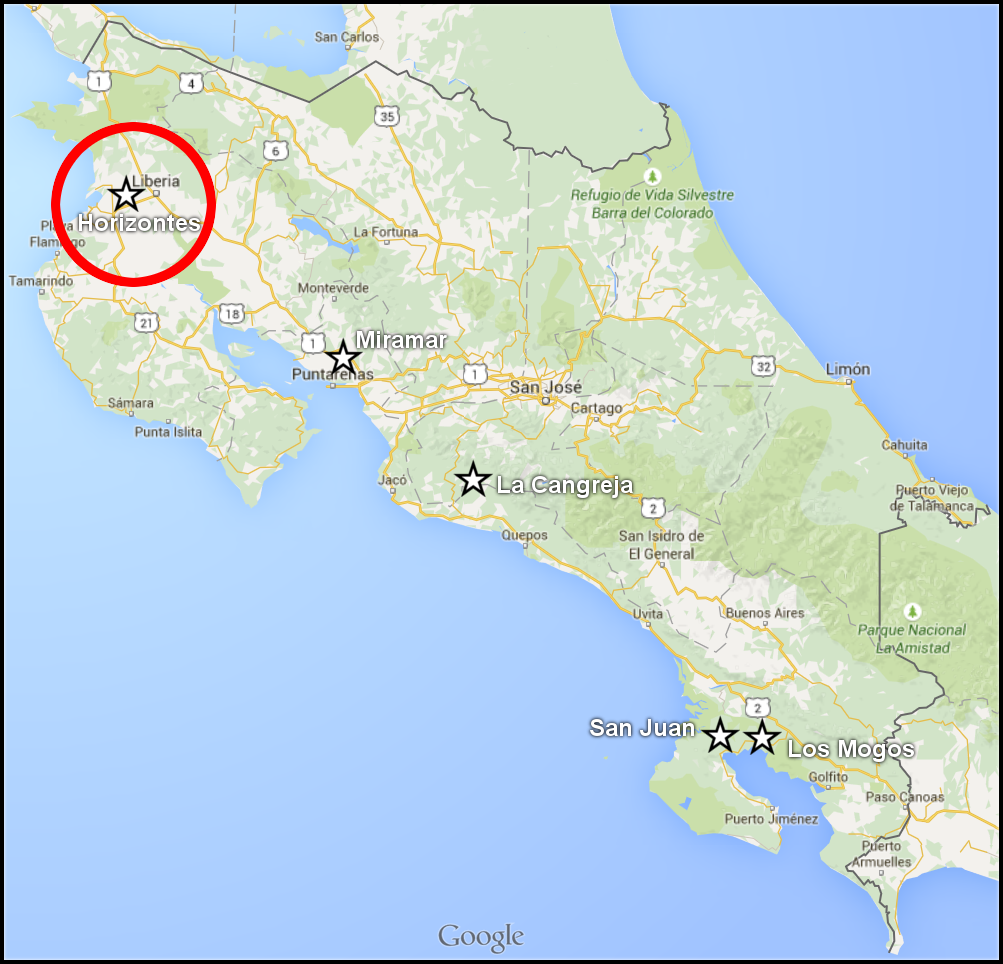 San Carlos
1
4
35
6
Liberia
Refugio de Vida Silvestre
Barra del Colorado
Horizontes
Playa
Flamingo
La Fortuna
Tamarindo
Monteverde
18
21
1
Miramar
Puntarenas
1
32
San José
Limón
Sámara
Cartago
Punta Islita
Cahuita
Jacó
La Cangreja
Puerto Viejo
de Talamanca
2
Quepos
San Isidro de
El General
Uvita
Buenos Aires
Parque Nacional
La Amistad
2
San Juan
Los Mogos
Golfito
Paso Canoas
Puerto Jiménez
Puerto
Armuelles
Google